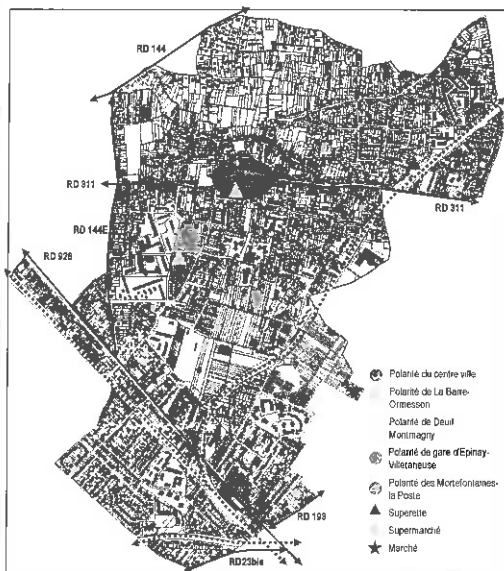 RD 144
RD 311
RD 311
RD 144E
RD 928
Polarité du centre ville
Polarité de La Barre-
Ormesson
Polarité de Deuil
Montmagny
Polarité de gare d'Epinay-
Villetaneuse
Polarité des Mortefontaines-
la Poste
Superette
Supermarché
Marché
RD 193
RD23bis